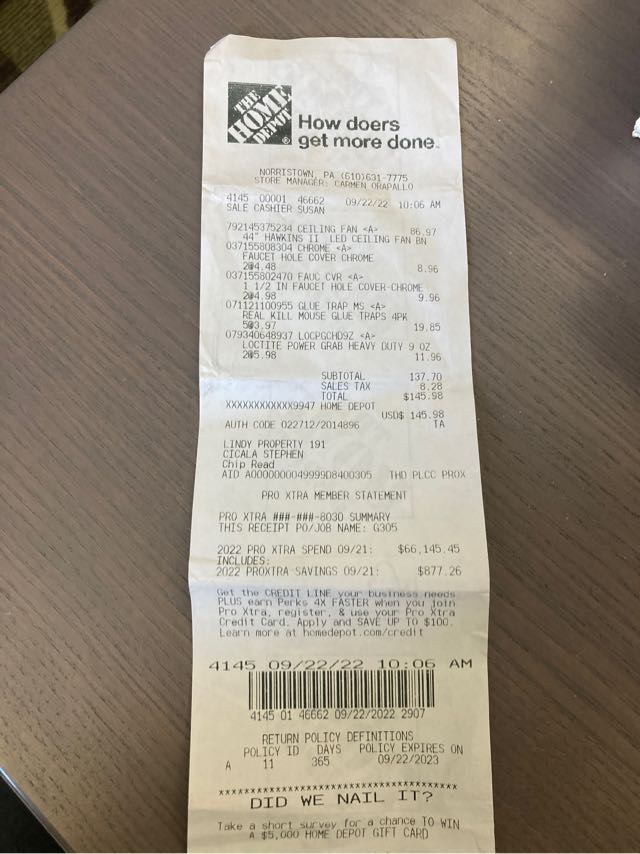 THE
HOME
DEPOT
How doers
get more done.
NORRISTOWN, PA (610)631-7775
STORE MANAGER: CARMEN ORAPALLO
4145 00001 46662 09/22/22 10:06 AM
SALE CASHIER SUSAN
792145375234 CEILING FAN <A> 86.97
44" HAWKINS II LED CEILING FAN BN
037155808304 CHROME <A>
FAUCET HOLE COVER CHROME
2@4.48 8.96
037155802470 FAUC CVR <A>
1 1/2 IN FAUCET HOLE COVER-CHROME
2@4.98 9.96
071121100955 GLUE TRAP MS <A>
REAL KILL MOUSE GLUE TRAPS 4PK
5@3.97 19.85
079340648937 LOCPGCHD9Z <A>
LOCTITE POWER GRAB HEAVY DUTY 9 OZ
2@5.98 11.96
SUBTOTAL 137.70
SALES TAX 8.28
TOTAL $145.98
XXXXXXXXXXXX9947 HOME DEPOT
USD$ 145.98
AUTH CODE 022712/2014896 TA
LINDY PROPERTY 191
CICALA STEPHEN
Chip Read
AID A0000000049999D8400305 THD PLCC PROX
PRO XTRA MEMBER STATEMENT
PRO XTRA ###-###-8030 SUMMARY
THIS RECEIPT PO/JOB NAME: G305
2022 PRO XTRA SPEND 09/21: $66,145.45
INCLUDES:
2022 PROXTRA SAVINGS 09/21: $877.26
Get the CREDIT LINE your business needs
PLUS earn Perks 4X FASTER when you join
Pro Xtra, register, & use your Pro Xtra
Credit Card. Apply and SAVE UP TO $100.
Learn more at homedepot.com/credit
4145 09/22/22 10:06 AM
4145 01 46662 09/22/2022 2907
RETURN POLICY DEFINITIONS
POLICY ID DAYS POLICY EXPIRES ON
A 11 365 09/22/2023
****************************************
DID WE NAIL IT?
Take a short survey for a chance TO WIN
A $5,000 HOME DEPOT GIFT CARD